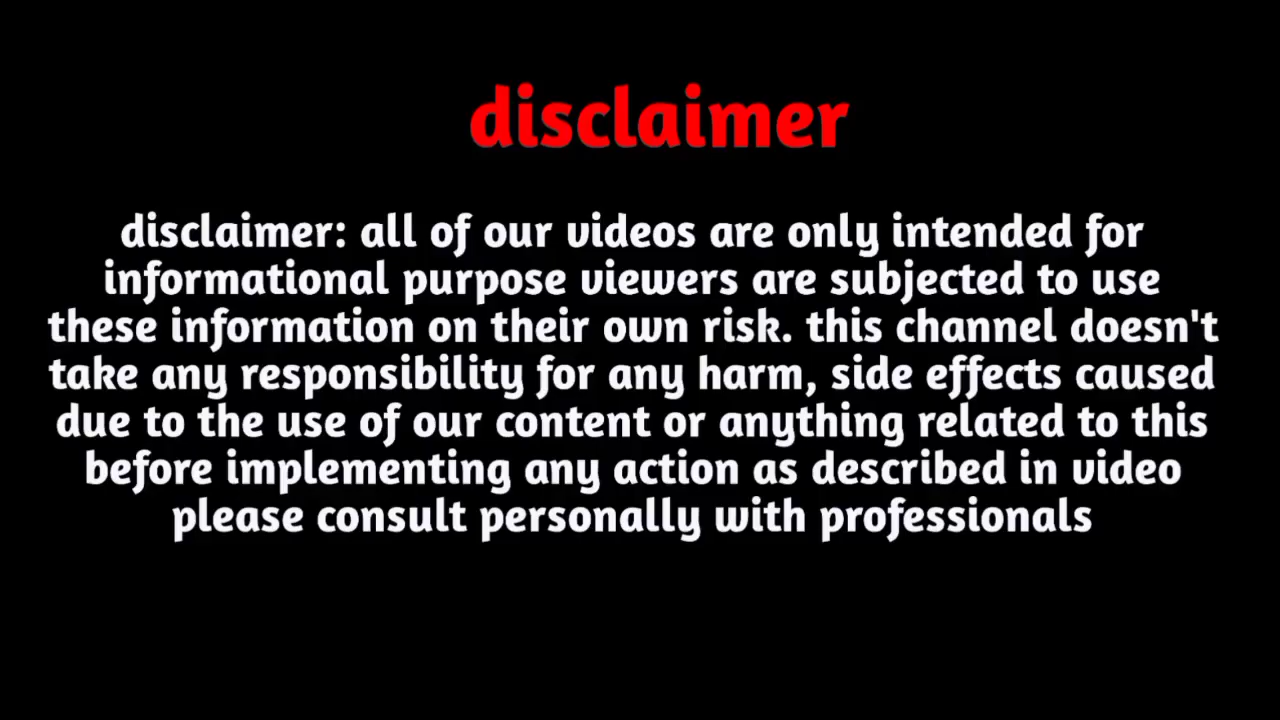 disclaimer
disclaimer: all of our videos are only intended for
informational purpose viewers are subjected to use
these information on their own risk. this channel doesn't
take any responsibility for any harm, side effects caused
due to the use of our content or anything related to this
before implementing any action as described in video
please consult personally with professionals